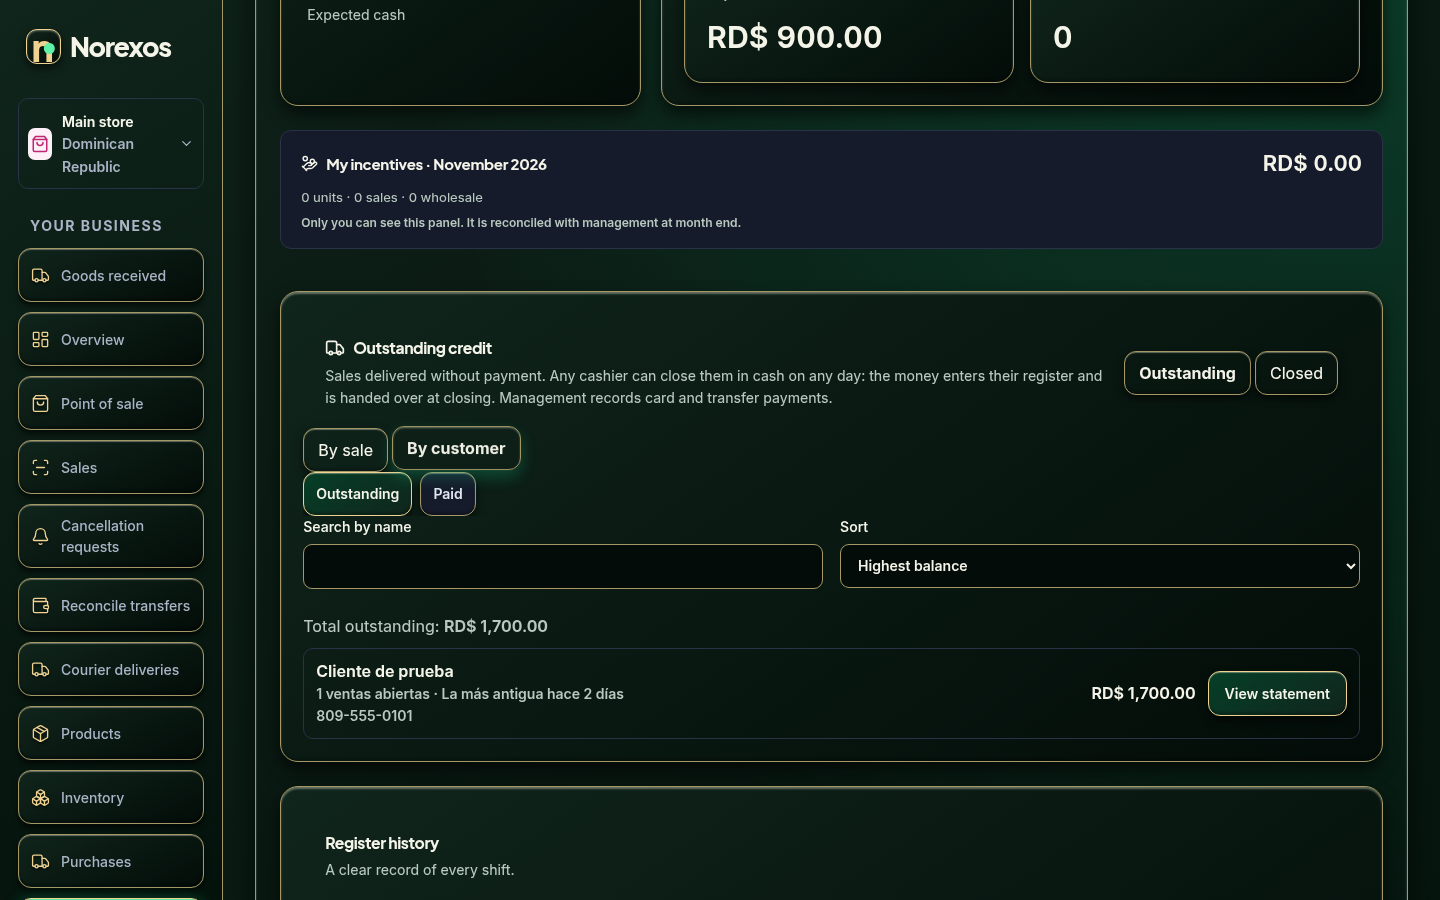 Norexos
Main store
Dominican
Republic
YOUR BUSINESS
Goods received
Overview
Point of sale
Sales
Cancellation
requests
Reconcile transfers
Courier deliveries
Products
Inventory
Purchases
Expected cash
RD$ 900.00
0
My incentives · November 2026
RD$ 0.00
0 units · 0 sales · 0 wholesale
Only you can see this panel. It is reconciled with management at month end.
Outstanding credit
Sales delivered without payment. Any cashier can close them in cash on any day: the money enters their register and
is handed over at closing. Management records card and transfer payments.
Outstanding
Closed
By sale
By customer
Outstanding
Paid
Search by name
Sort
Highest balance
Total outstanding: RD$ 1,700.00
Cliente de prueba
1 ventas abiertas · La más antigua hace 2 días
809-555-0101
RD$ 1,700.00
View statement
Register history
A clear record of every shift.